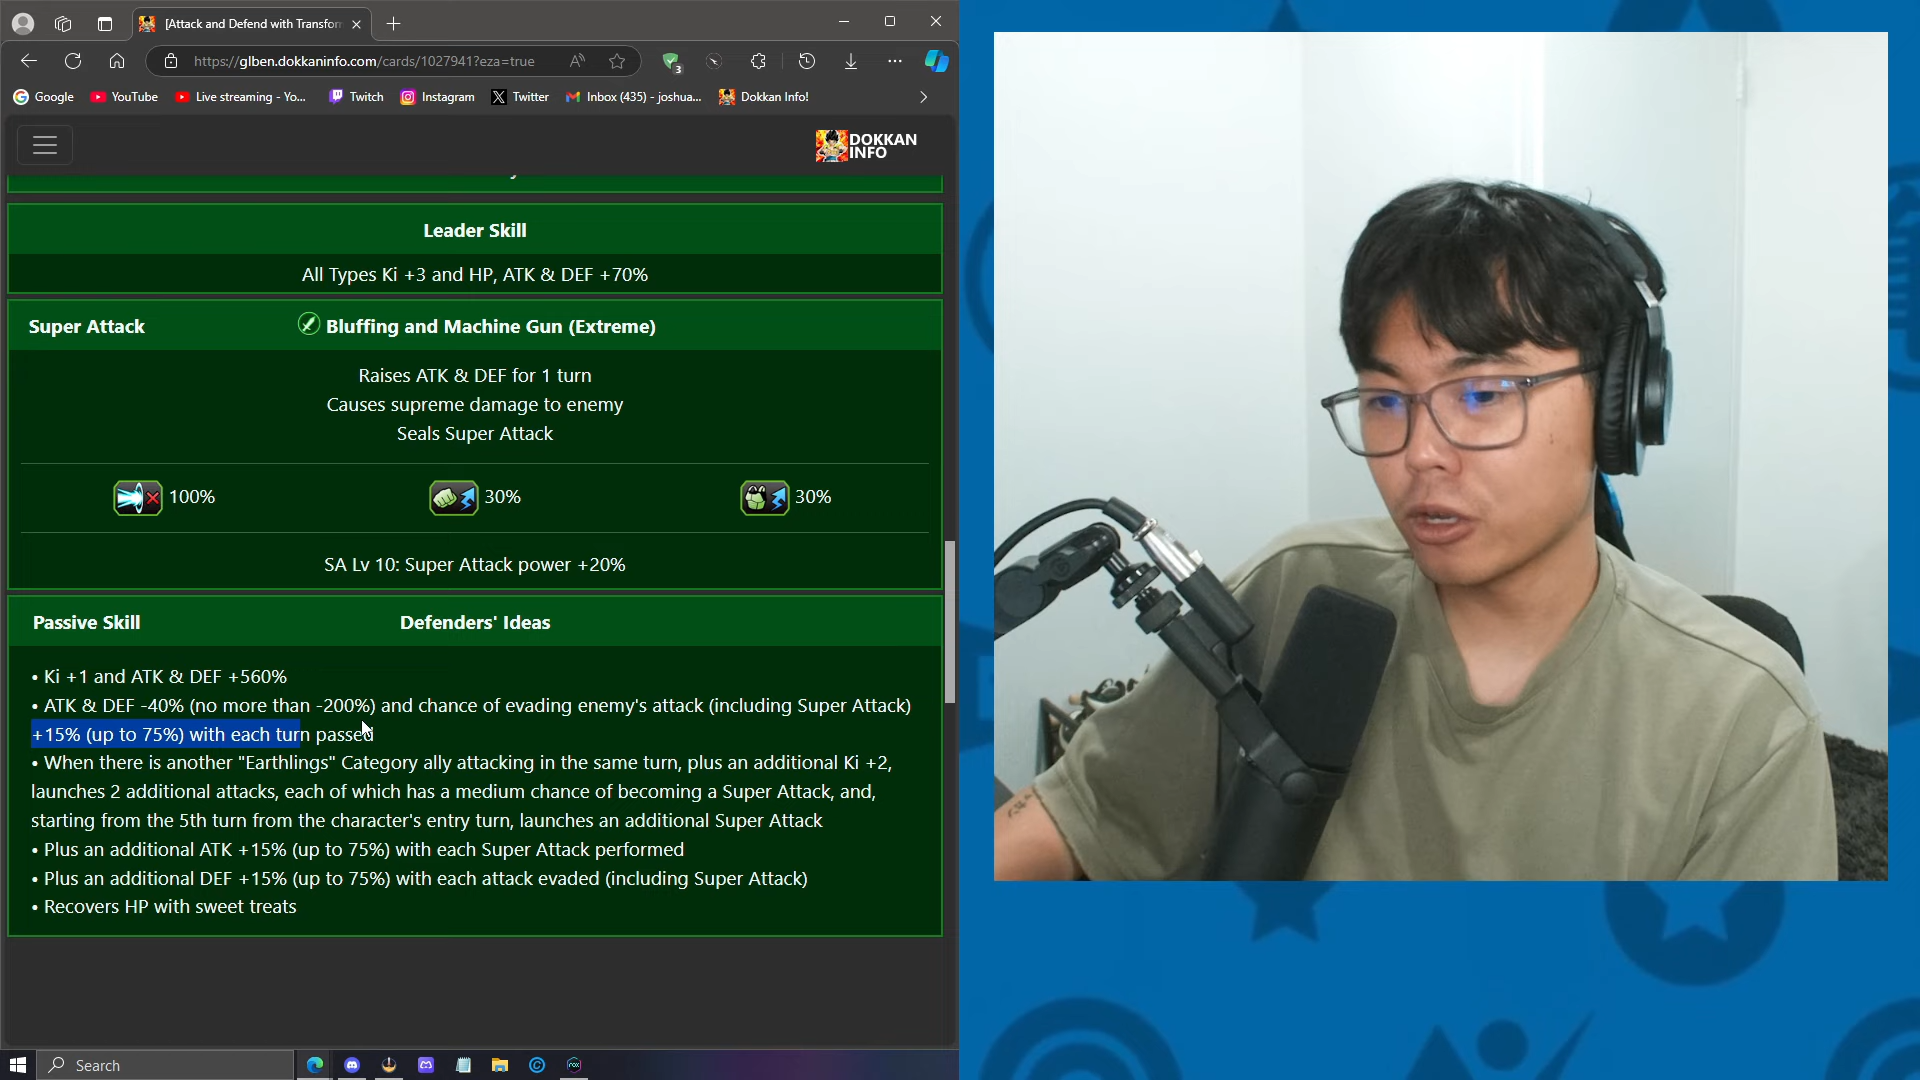 [Attack and Defend with Transforn
https://glben.dokkaninfo.com/cards/1027941?eza=true
3
Google
YouTube
Live streaming - Yo...
Twitch
Instagram
Twitter
Inbox (435) - joshua...
Dokkan Info!
DOKKAN
INFO
Leader Skill
All Types Ki +3 and HP, ATK & DEF +70%
Super Attack
Bluffing and Machine Gun (Extreme)
Raises ATK & DEF for 1 turn
Causes supreme damage to enemy
Seals Super Attack
100%
30%
30%
SA Lv 10: Super Attack power +20%
Passive Skill
Defenders' Ideas
• Ki +1 and ATK & DEF +560%
• ATK & DEF -40% (no more than -200%) and chance of evading enemy's attack (including Super Attack)
+15% (up to 75%) with each turn passed
• When there is another "Earthlings" Category ally attacking in the same turn, plus an additional Ki +2,
launches 2 additional attacks, each of which has a medium chance of becoming a Super Attack, and,
starting from the 5th turn from the character's entry turn, launches an additional Super Attack
• Plus an additional ATK +15% (up to 75%) with each Super Attack performed
• Plus an additional DEF +15% (up to 75%) with each attack evaded (including Super Attack)
• Recovers HP with sweet treats
Search